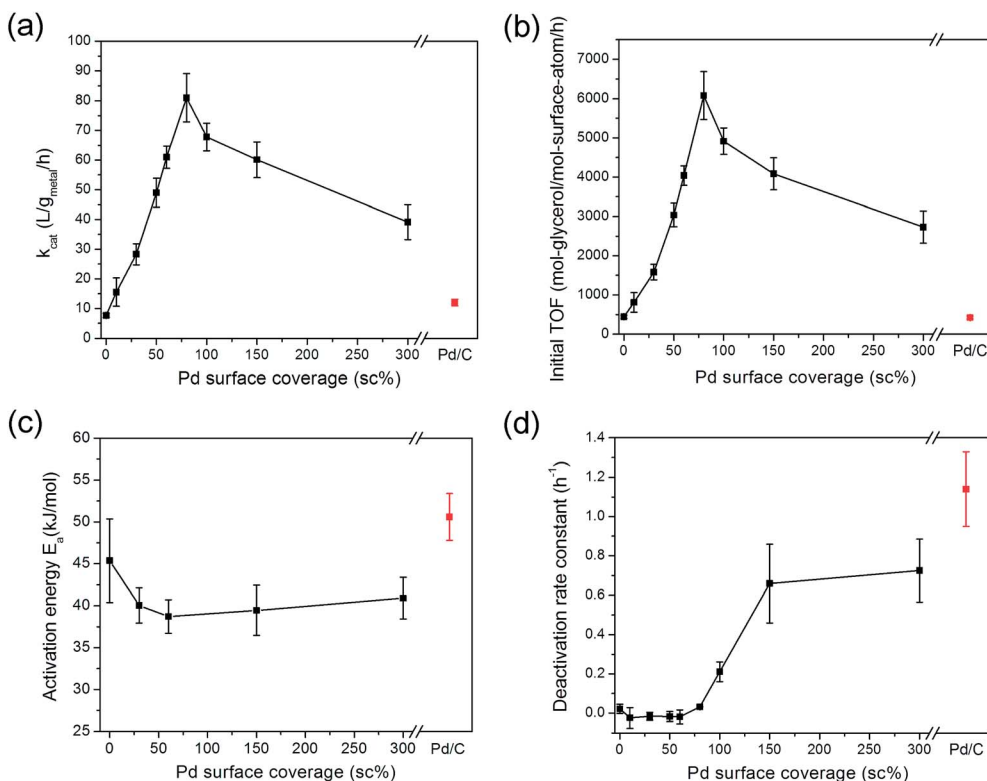 (a)
100
90
80
70
60
50
40
30
20
10
0
k_cat (L/g_metal/h)
0 50 100 150 200 250 300 Pd/C
Pd surface coverage (sc%)
(b)
7000
6000
5000
4000
3000
2000
1000
0
Initial TOF (mol-glycerol/mol-surface-atom/h)
0 50 100 150 200 250 300 Pd/C
Pd surface coverage (sc%)
(c)
60
55
50
45
40
35
30
25
Activation energy E_a(kJ/mol)
0 50 100 150 200 250 300 Pd/C
Pd surface coverage (sc%)
(d)
1.4
1.2
1.0
0.8
0.6
0.4
0.2
0.0
Deactivation rate constant (h⁻¹)
0 50 100 150 200 250 300 Pd/C
Pd surface coverage (sc%)